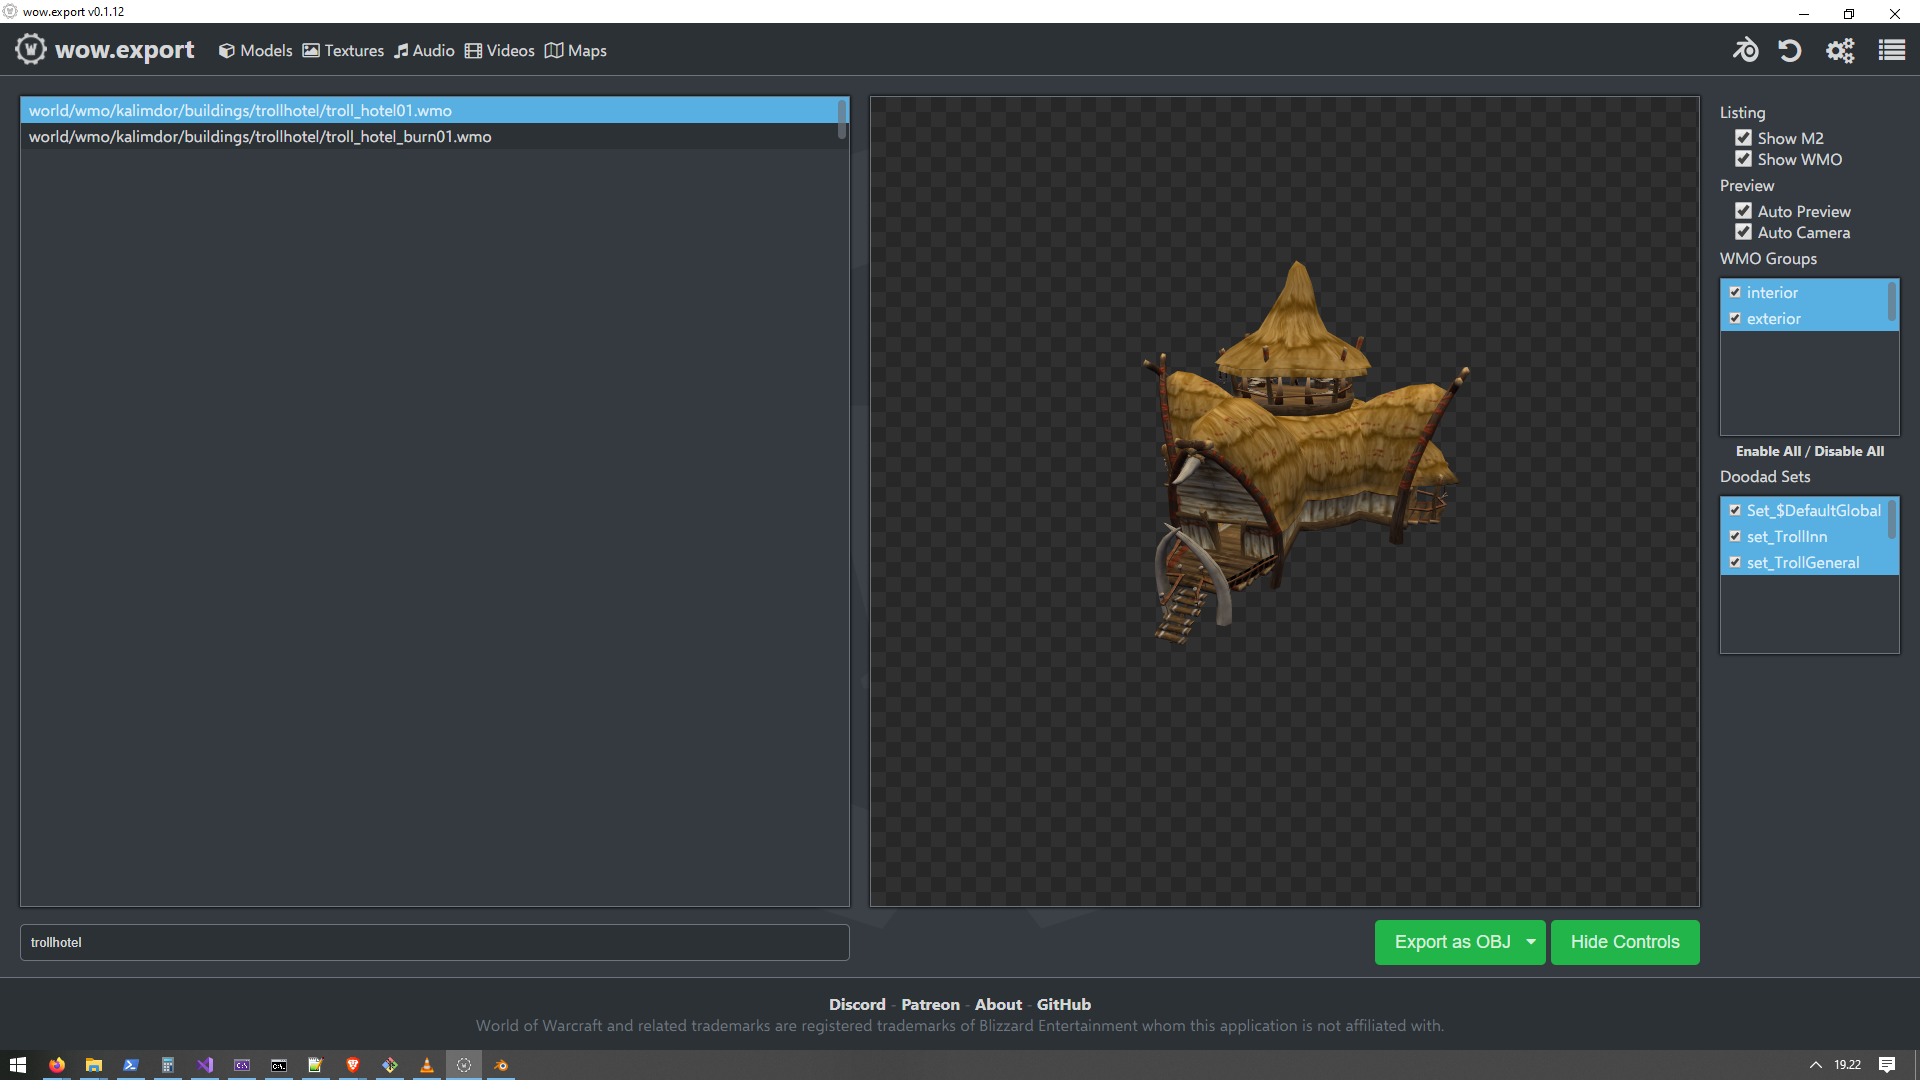 wow.export v0.1.12
wow.export Models Textures Audio Videos Maps
world/wmo/kalimdor/buildings/trollhotel/troll_hotel01.wmo
world/wmo/kalimdor/buildings/trollhotel/troll_hotel_burn01.wmo
Listing
Show M2
Show WMO
Preview
Auto Preview
Auto Camera
WMO Groups
interior
exterior
Enable All / Disable All
Doodad Sets
Set_$DefaultGlobal
set_TrollInn
set_TrollGeneral
trollhotel
Export as OBJ
Hide Controls
Discord - Patreon - About - GitHub
World of Warcraft and related trademarks are registered trademarks of Blizzard Entertainment whom this application is not affiliated with.
19.22